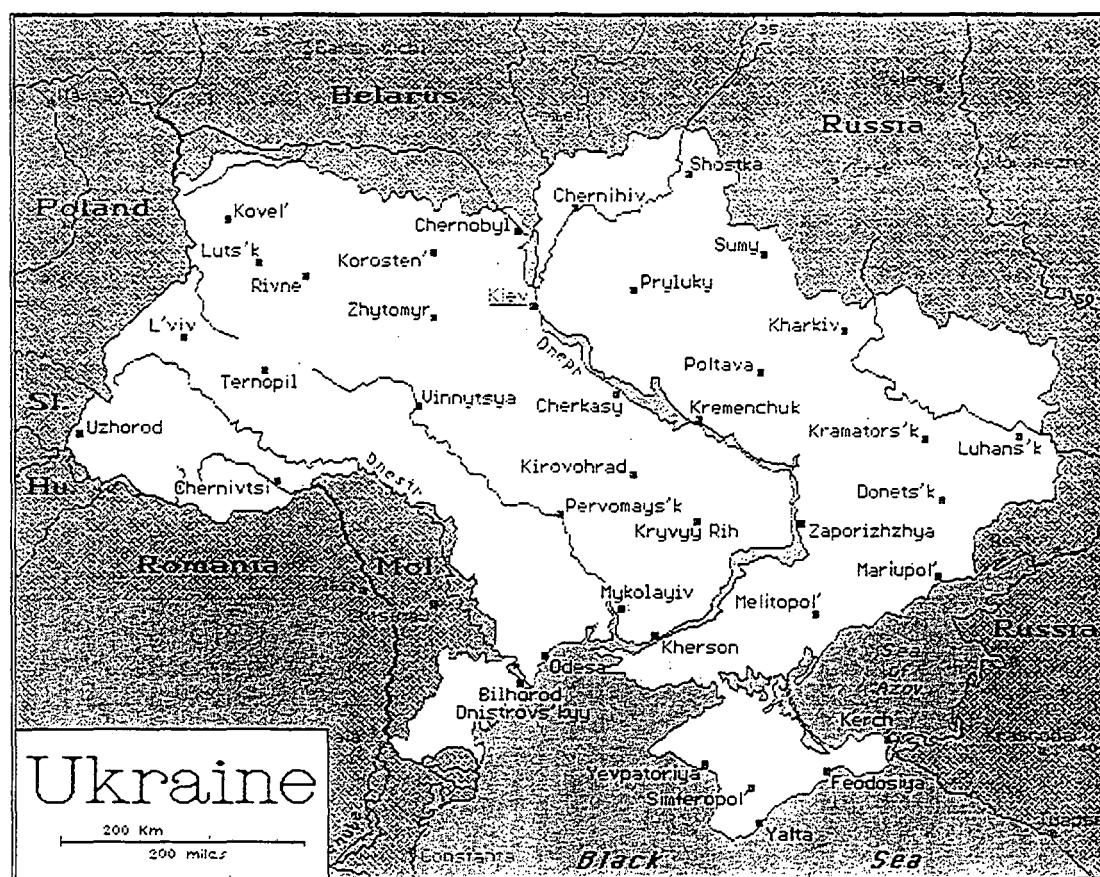 Belarus
Russia
Shostka
Chernihiv
Poland
Kovel'
Chernobyl
Luts'k
Korosten'
Sumy
Rivne
Kiev
Pryluky
Zhytomyr
L'viv
Kharkiv
Dnepr
Poltava
Ternopil
Sl
Vinnytsya
Cherkasy
Kremenchuk
Uzhorod
Kramators'k
Luhans'k
Kirovohrad
Hu
Chernivtsi
Dnestr
Donets'k
Pervomays'k
Kryvyy Rih
Zaporizhzhya
Romania
Mol
Mariupol'
Mykolayiv
Melitopol'
Russia
Kherson
Odesa
Sea
of
Azov
Bilhorod
Dnistrovs'kyy
Kerch
Yevpatoriya
Feodosiya
Simferopol'
Yalta
Constanta
Black Sea
Ukraine
200 Km
200 miles